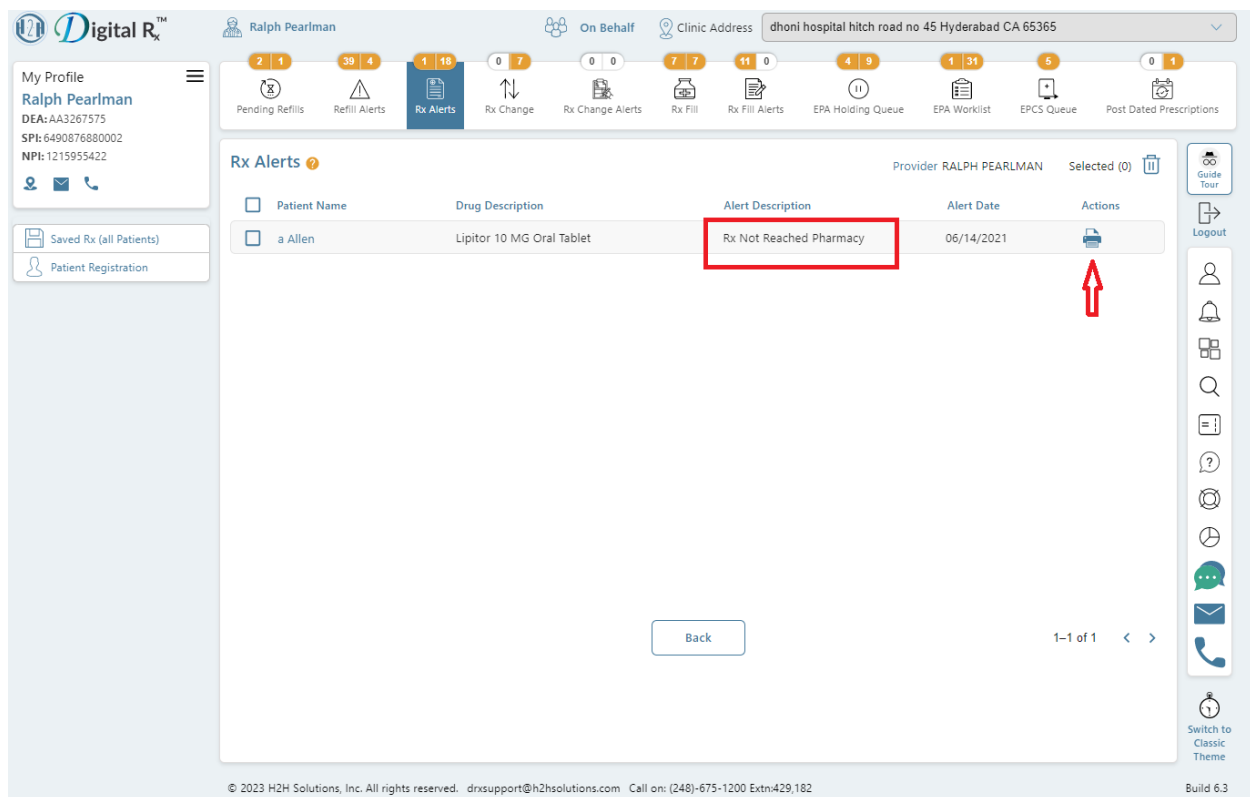 H2H Digital Rx™
Ralph Pearlman
On Behalf
Clinic Address
dhoni hospital hitch road no 45 Hyderabad CA 65365
My Profile
Ralph Pearlman
DEA: AA3267575
SPI: 6490876880002
NPI: 1215955422
2 1
39 4
1 18
0 7
0 0
7 7
11 0
4 9
1 31
5
0 1
Pending Refills
Refill Alerts
Rx Alerts
Rx Change
Rx Change Alerts
Rx Fill
Rx Fill Alerts
EPA Holding Queue
EPA Worklist
EPCS Queue
Post Dated Prescriptions
Saved Rx (all Patients)
Patient Registration
Rx Alerts ?
Provider RALPH PEARLMAN
Selected (0)
Patient Name
Drug Description
Alert Description
Alert Date
Actions
a Allen
Lipitor 10 MG Oral Tablet
Rx Not Reached Pharmacy
06/14/2021
Back
1–1 of 1 < >
Guide
Tour
Logout
Switch to
Classic
Theme
© 2023 H2H Solutions, Inc. All rights reserved. drxsupport@h2hsolutions.com Call on: (248)-675-1200 Extn:429,182
Build 6.3